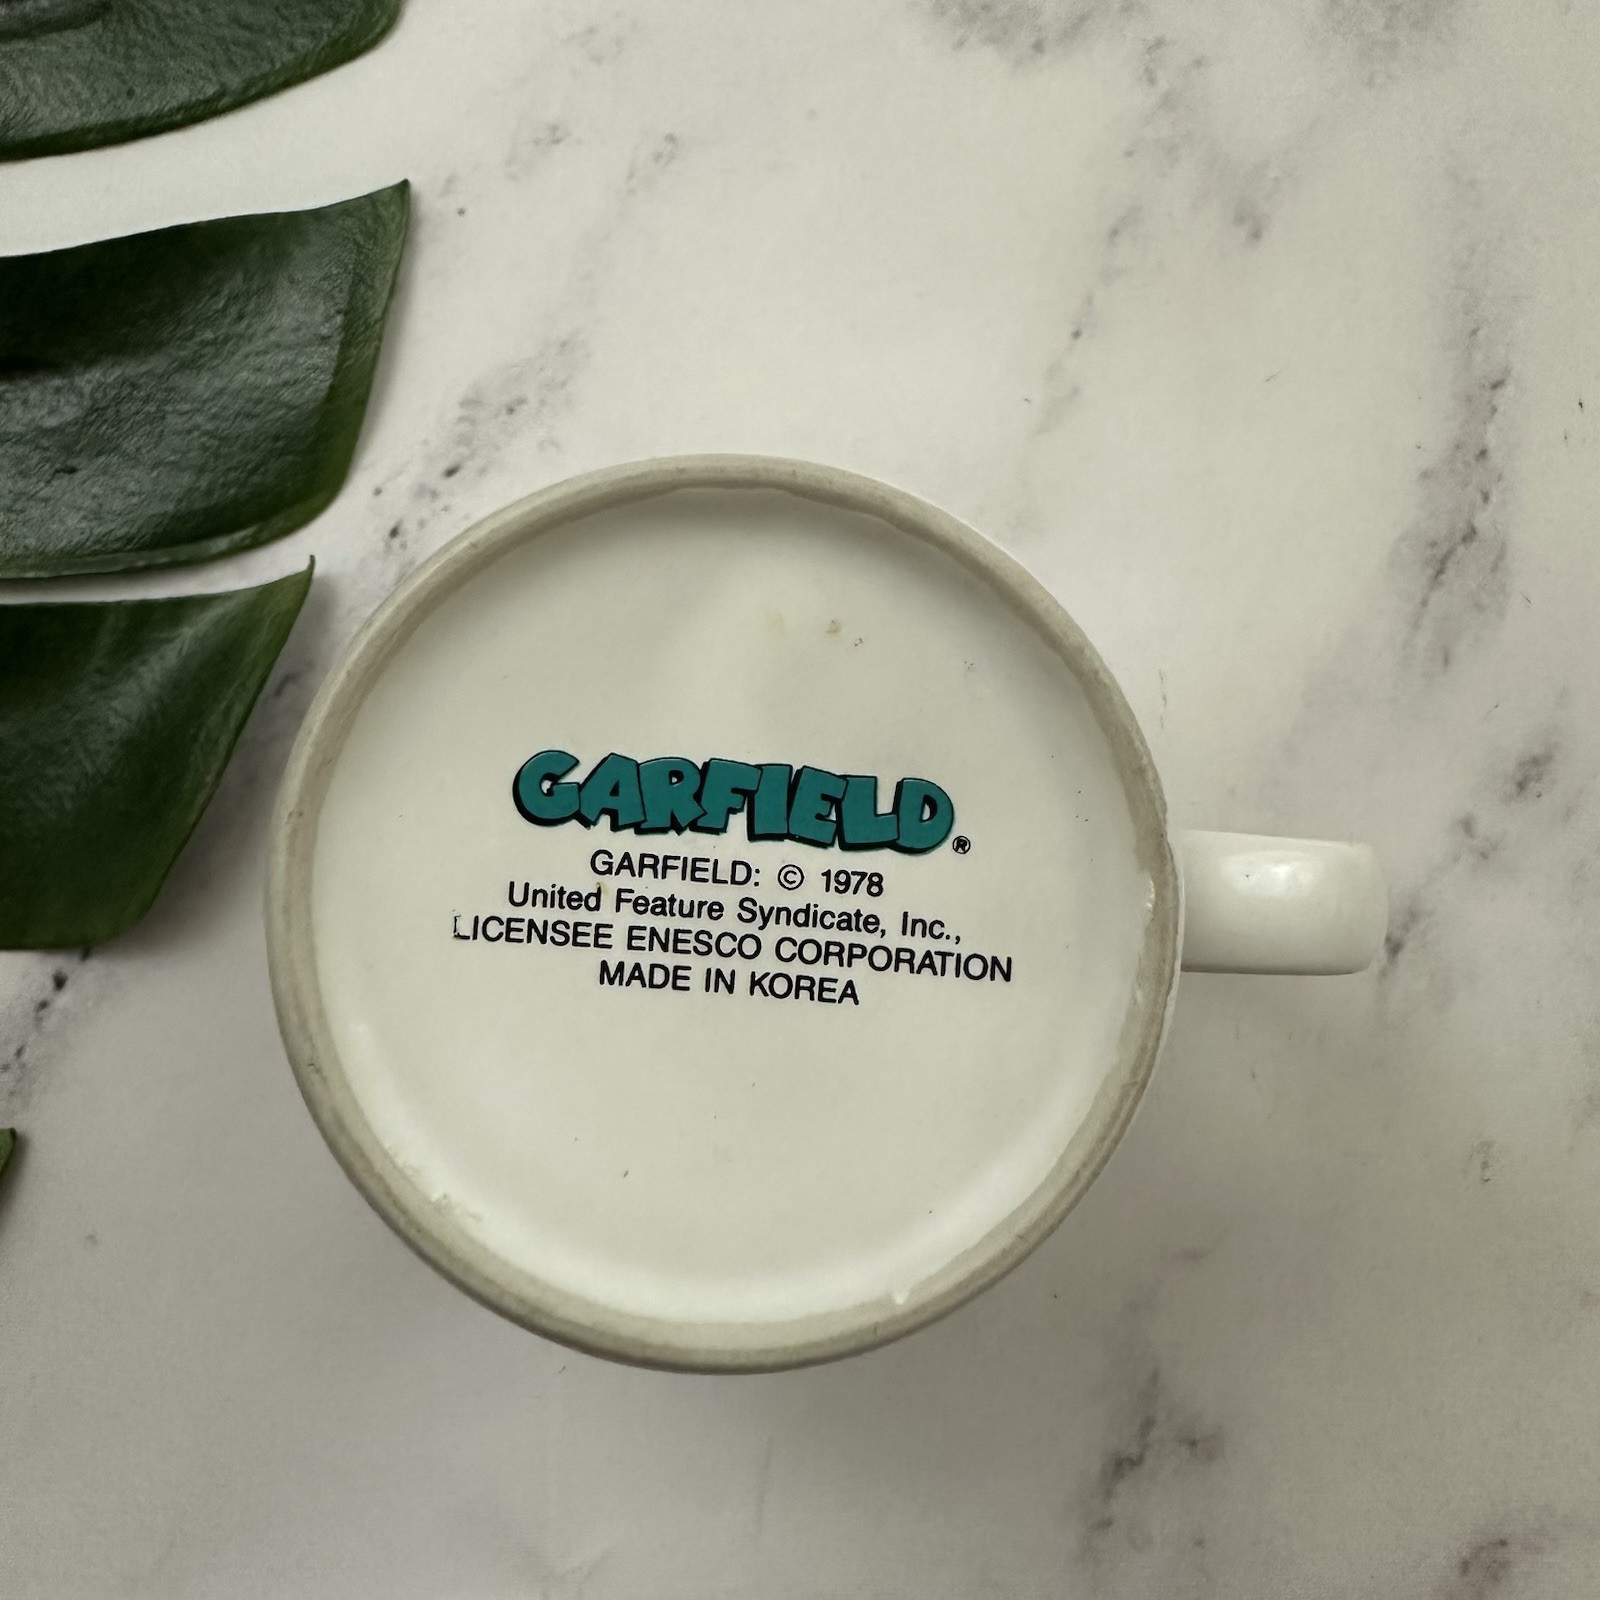 GARFIELD®
GARFIELD: © 1978
United Feature Syndicate, Inc.,
LICENSEE ENESCO CORPORATION
MADE IN KOREA